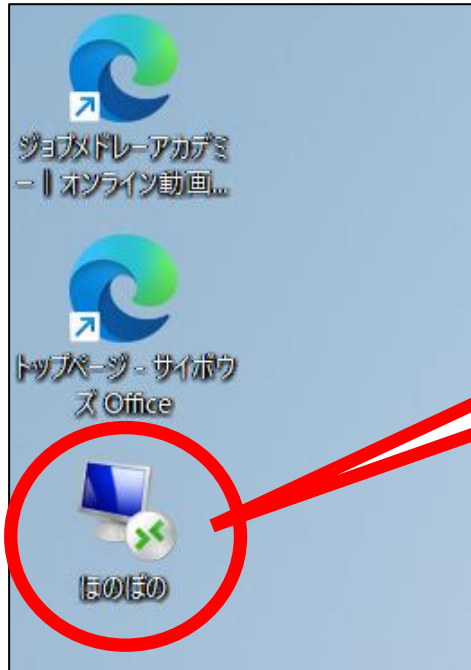 ジョブメドレーアカデミ
ー | オンライン動画...
トップページ - サイボウ
ズ Office
ほのぼの